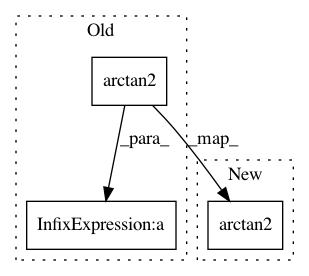 Old
arctan2
_para_
_map_
New
InfixExpression:a
arctan2